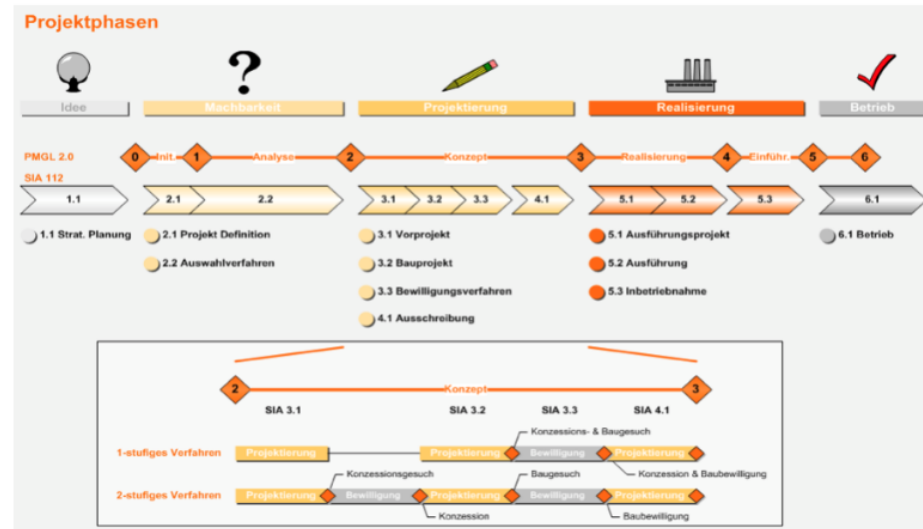 Projektphasen
?
Idee Machbarkeit Projektierung Realisierung Betrieb
PMGL 2.0 0 Init. 1 Analyse 2 Konzept 3 Realisierung 4 Einführ. 5 6
SIA 112
1.1 2.1 2.2 3.1 3.2 3.3 4.1 5.1 5.2 5.3 6.1
1.1 Strat. Planung 2.1 Projekt Definition 3.1 Vorprojekt 5.1 Ausführungsprojekt 6.1 Betrieb
2.2 Auswahlverfahren 3.2 Bauprojekt 5.2 Ausführung
3.3 Bewilligungsverfahren 5.3 Inbetriebnahme
4.1 Ausschreibung
2 Konzept 3
SIA 3.1 SIA 3.2 SIA 3.3 SIA 4.1
Konzessions- & Baugesuch
1-stufiges Verfahren Projektierung Projektierung Bewilligung Projektierung
Konzessionsgesuch Baugesuch Konzession & Baubewilligung
2-stufiges Verfahren Projektierung Bewilligung Projektierung Bewilligung Projektierung
Konzession Baubewilligung